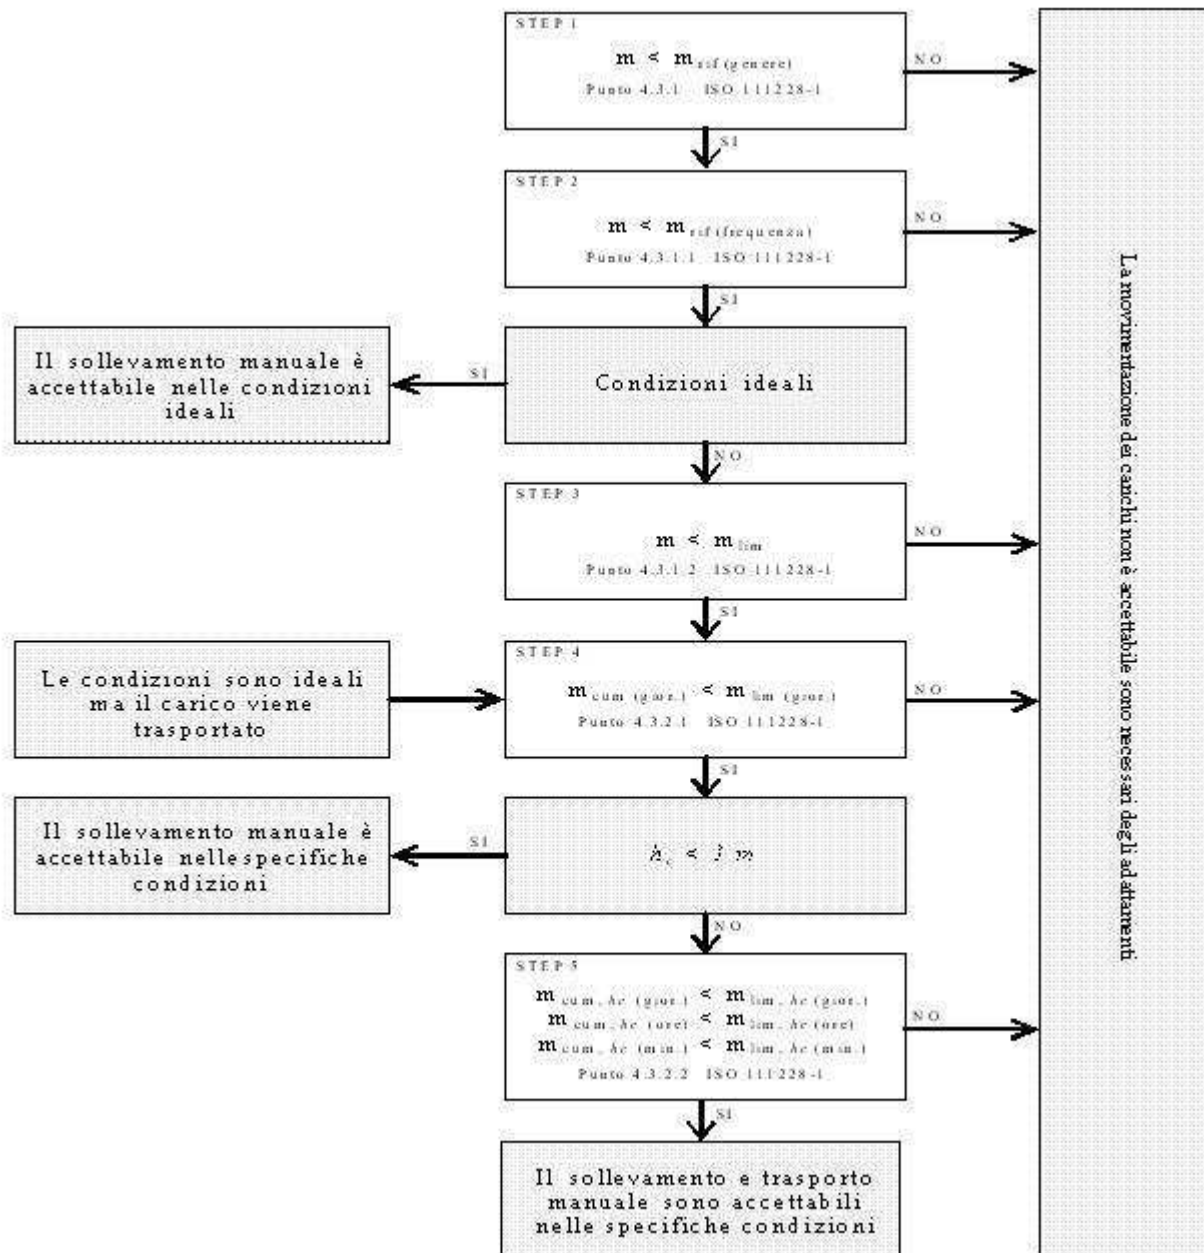 STEP 1
m < m rif (genere)
Punto 4.3.1 ISO 111228-1
NO
SI
STEP 2
m < m rif (frequenza)
Punto 4.3.1.1 ISO 111228-1
NO
SI
Il sollevamento manuale è
accettabile nelle condizioni
ideali
SI
Condizioni ideali
NO
STEP 3
m < m lim
Punto 4.3.1.2 ISO 111228-1
NO
SI
Le condizioni sono ideali
ma il carico viene
trasportato
STEP 4
m cum (gior.) < m lim (gior.)
Punto 4.3.2.1 ISO 111228-1
NO
SI
Il sollevamento manuale è
accettabile nelle specifiche
condizioni
SI
hc < 1 m
NO
STEP 5
m cum, hc (gior.) < m lim, hc (gior.)
m cum, hc (ore) < m lim, hc (ore)
m cum, hc (min.) < m lim, hc (min.)
Punto 4.3.2.2 ISO 111228-1
NO
SI
Il sollevamento e trasporto
manuale sono accettabili
nelle specifiche condizioni
La movimentazione dei carichi non è accettabile sono necessari degli adattamenti